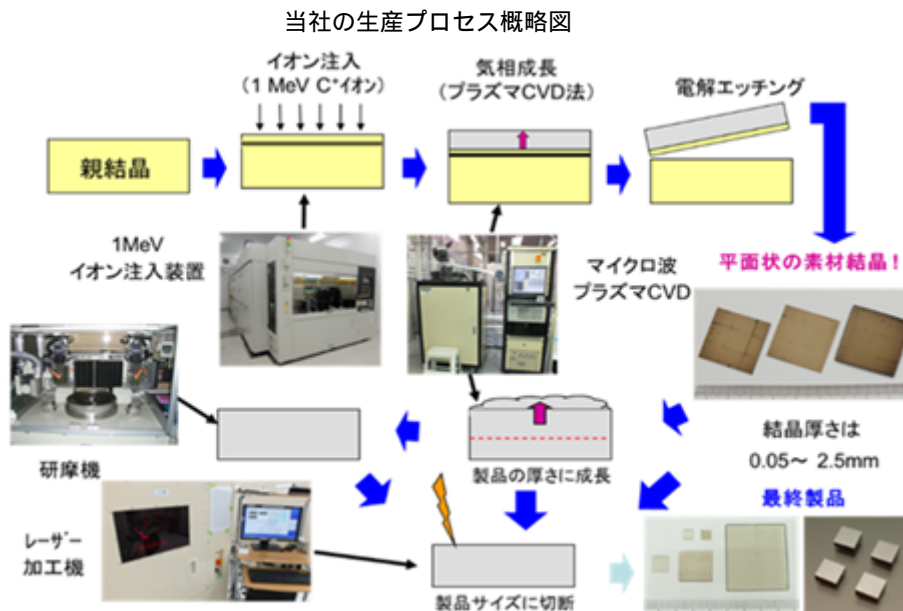 当社の生産プロセス概略図
イオン注入
（1 MeV C⁺イオン）
気相成長
（プラズマCVD法）
電解エッチング
親結晶
1MeV
イオン注入装置
マイクロ波
プラズマCVD
平面状の素材結晶！
研摩機
製品の厚さに成長
結晶厚さは
0.05～ 2.5mm
最終製品
レーザー
加工機
製品サイズに切断